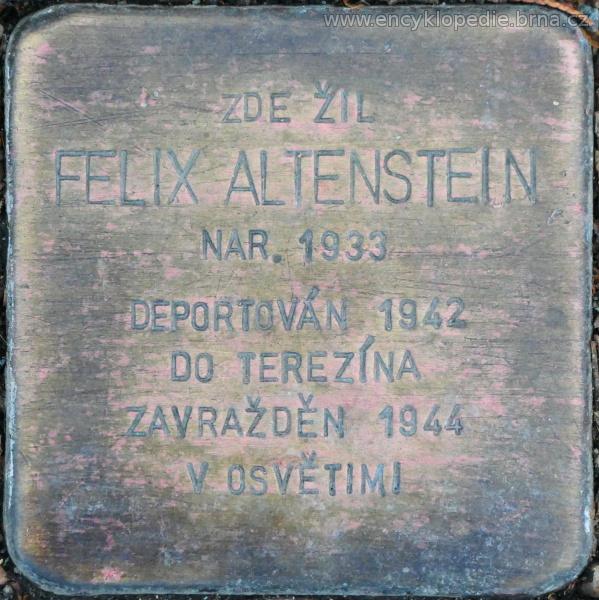 www.encyklopedie.brna.cz
ZDE ŽIL
FELIX ALTENSTEIN
NAR. 1933
DEPORTOVÁN 1942
DO TEREZÍNA
ZAVRAŽDĚN 1944
V OSVĚTIMI